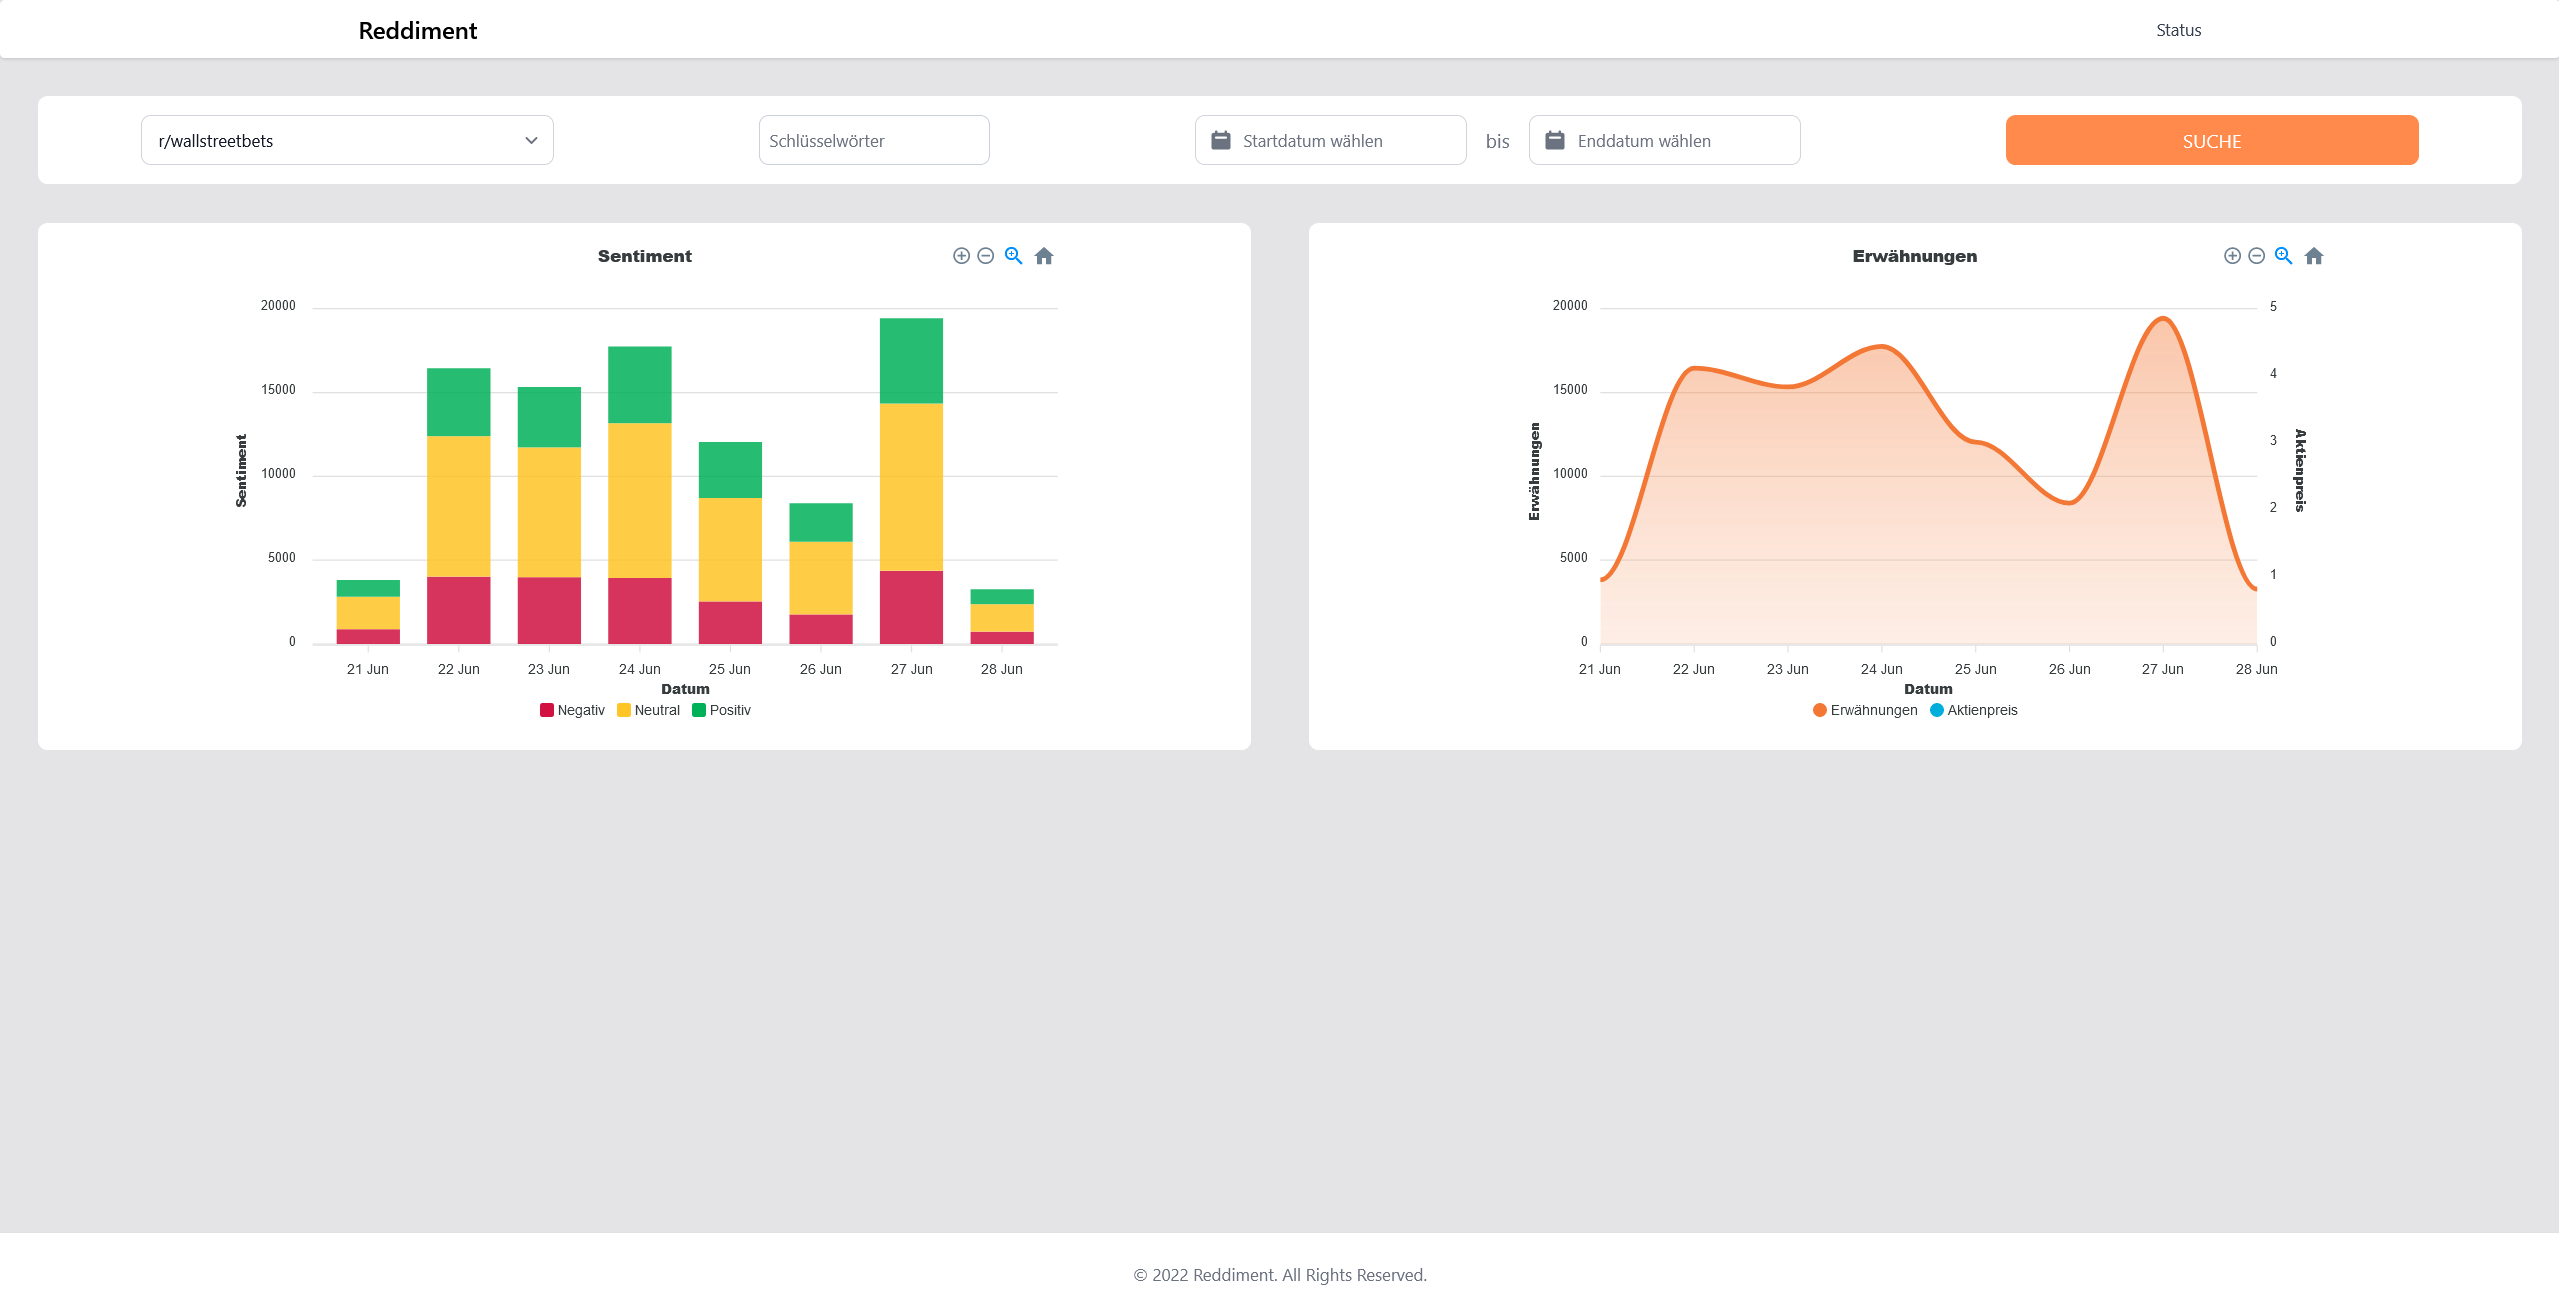 Reddiment
Status
r/wallstreetbets
Schlüsselwörter
Startdatum wählen
bis
Enddatum wählen
SUCHE
Sentiment
20000
15000
10000
5000
0
Sentiment
21 Jun
22 Jun
23 Jun
24 Jun
25 Jun
26 Jun
27 Jun
28 Jun
Datum
Negativ
Neutral
Positiv
Erwähnungen
20000
15000
10000
5000
0
Erwähnungen
5
4
3
2
1
0
Aktienpreis
21 Jun
22 Jun
23 Jun
24 Jun
25 Jun
26 Jun
27 Jun
28 Jun
Datum
Erwähnungen
Aktienpreis
© 2022 Reddiment. All Rights Reserved.